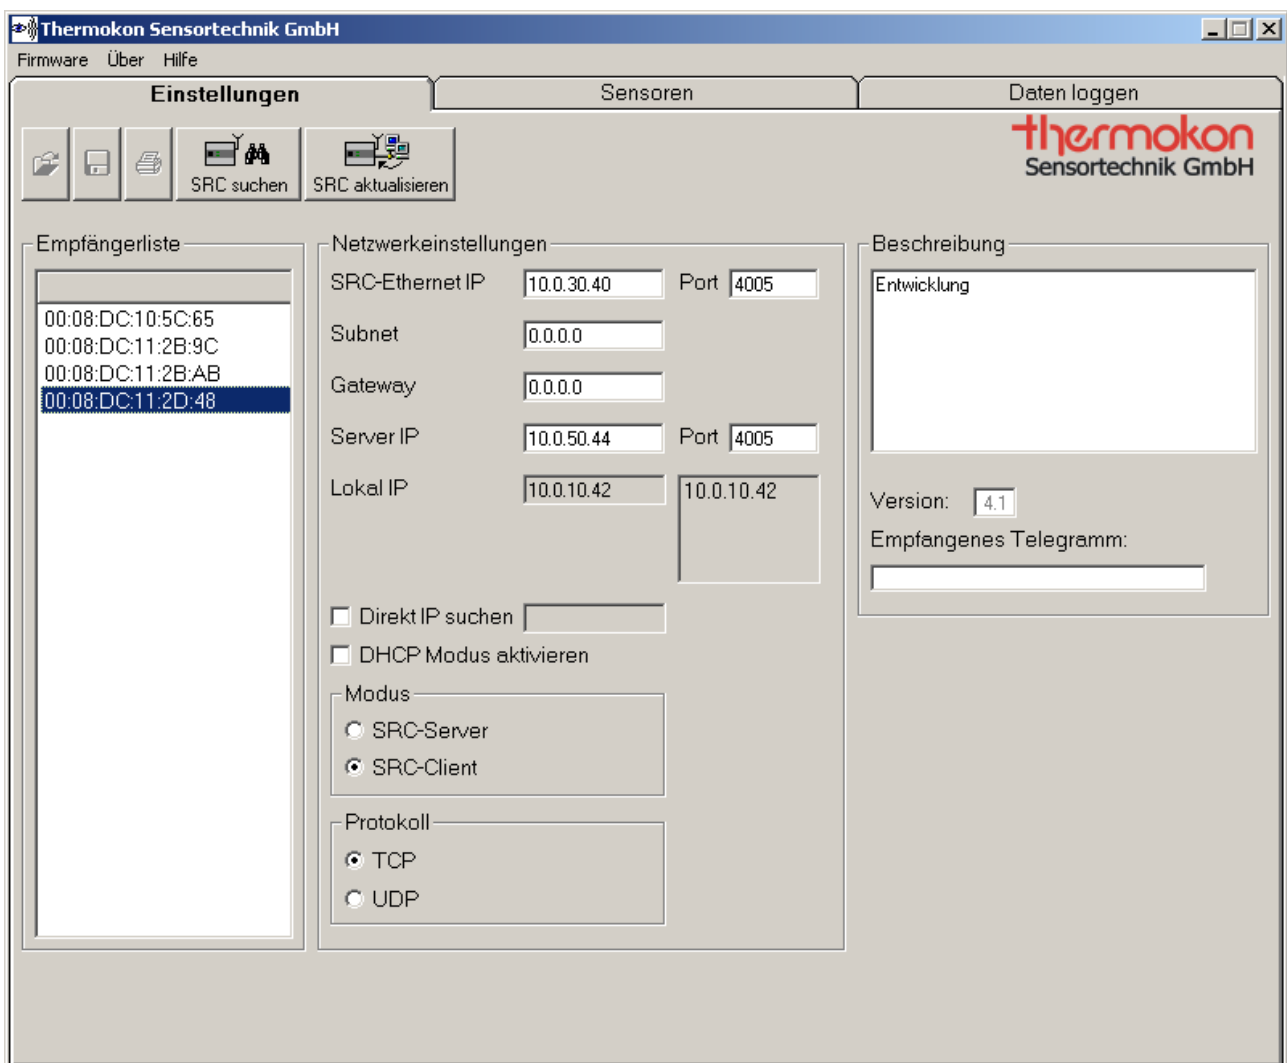 Thermokon Sensortechnik GmbH
Firmware Über Hilfe
Einstellungen Sensoren Daten loggen
SRC suchen SRC aktualisieren
thermokon
Sensortechnik GmbH
Empfängerliste
00:08:DC:10:5C:65
00:08:DC:11:2B:9C
00:08:DC:11:2B:AB
00:08:DC:11:2D:48
Netzwerkeinstellungen
SRC-Ethernet IP 10.0.30.40 Port 4005
Subnet 0.0.0.0
Gateway 0.0.0.0
Server IP 10.0.50.44 Port 4005
Lokal IP 10.0.10.42 10.0.10.42
Direkt IP suchen
DHCP Modus aktivieren
Modus
SRC-Server
SRC-Client
Protokoll
TCP
UDP
Beschreibung
Entwicklung
Version: 4.1
Empfangenes Telegramm: